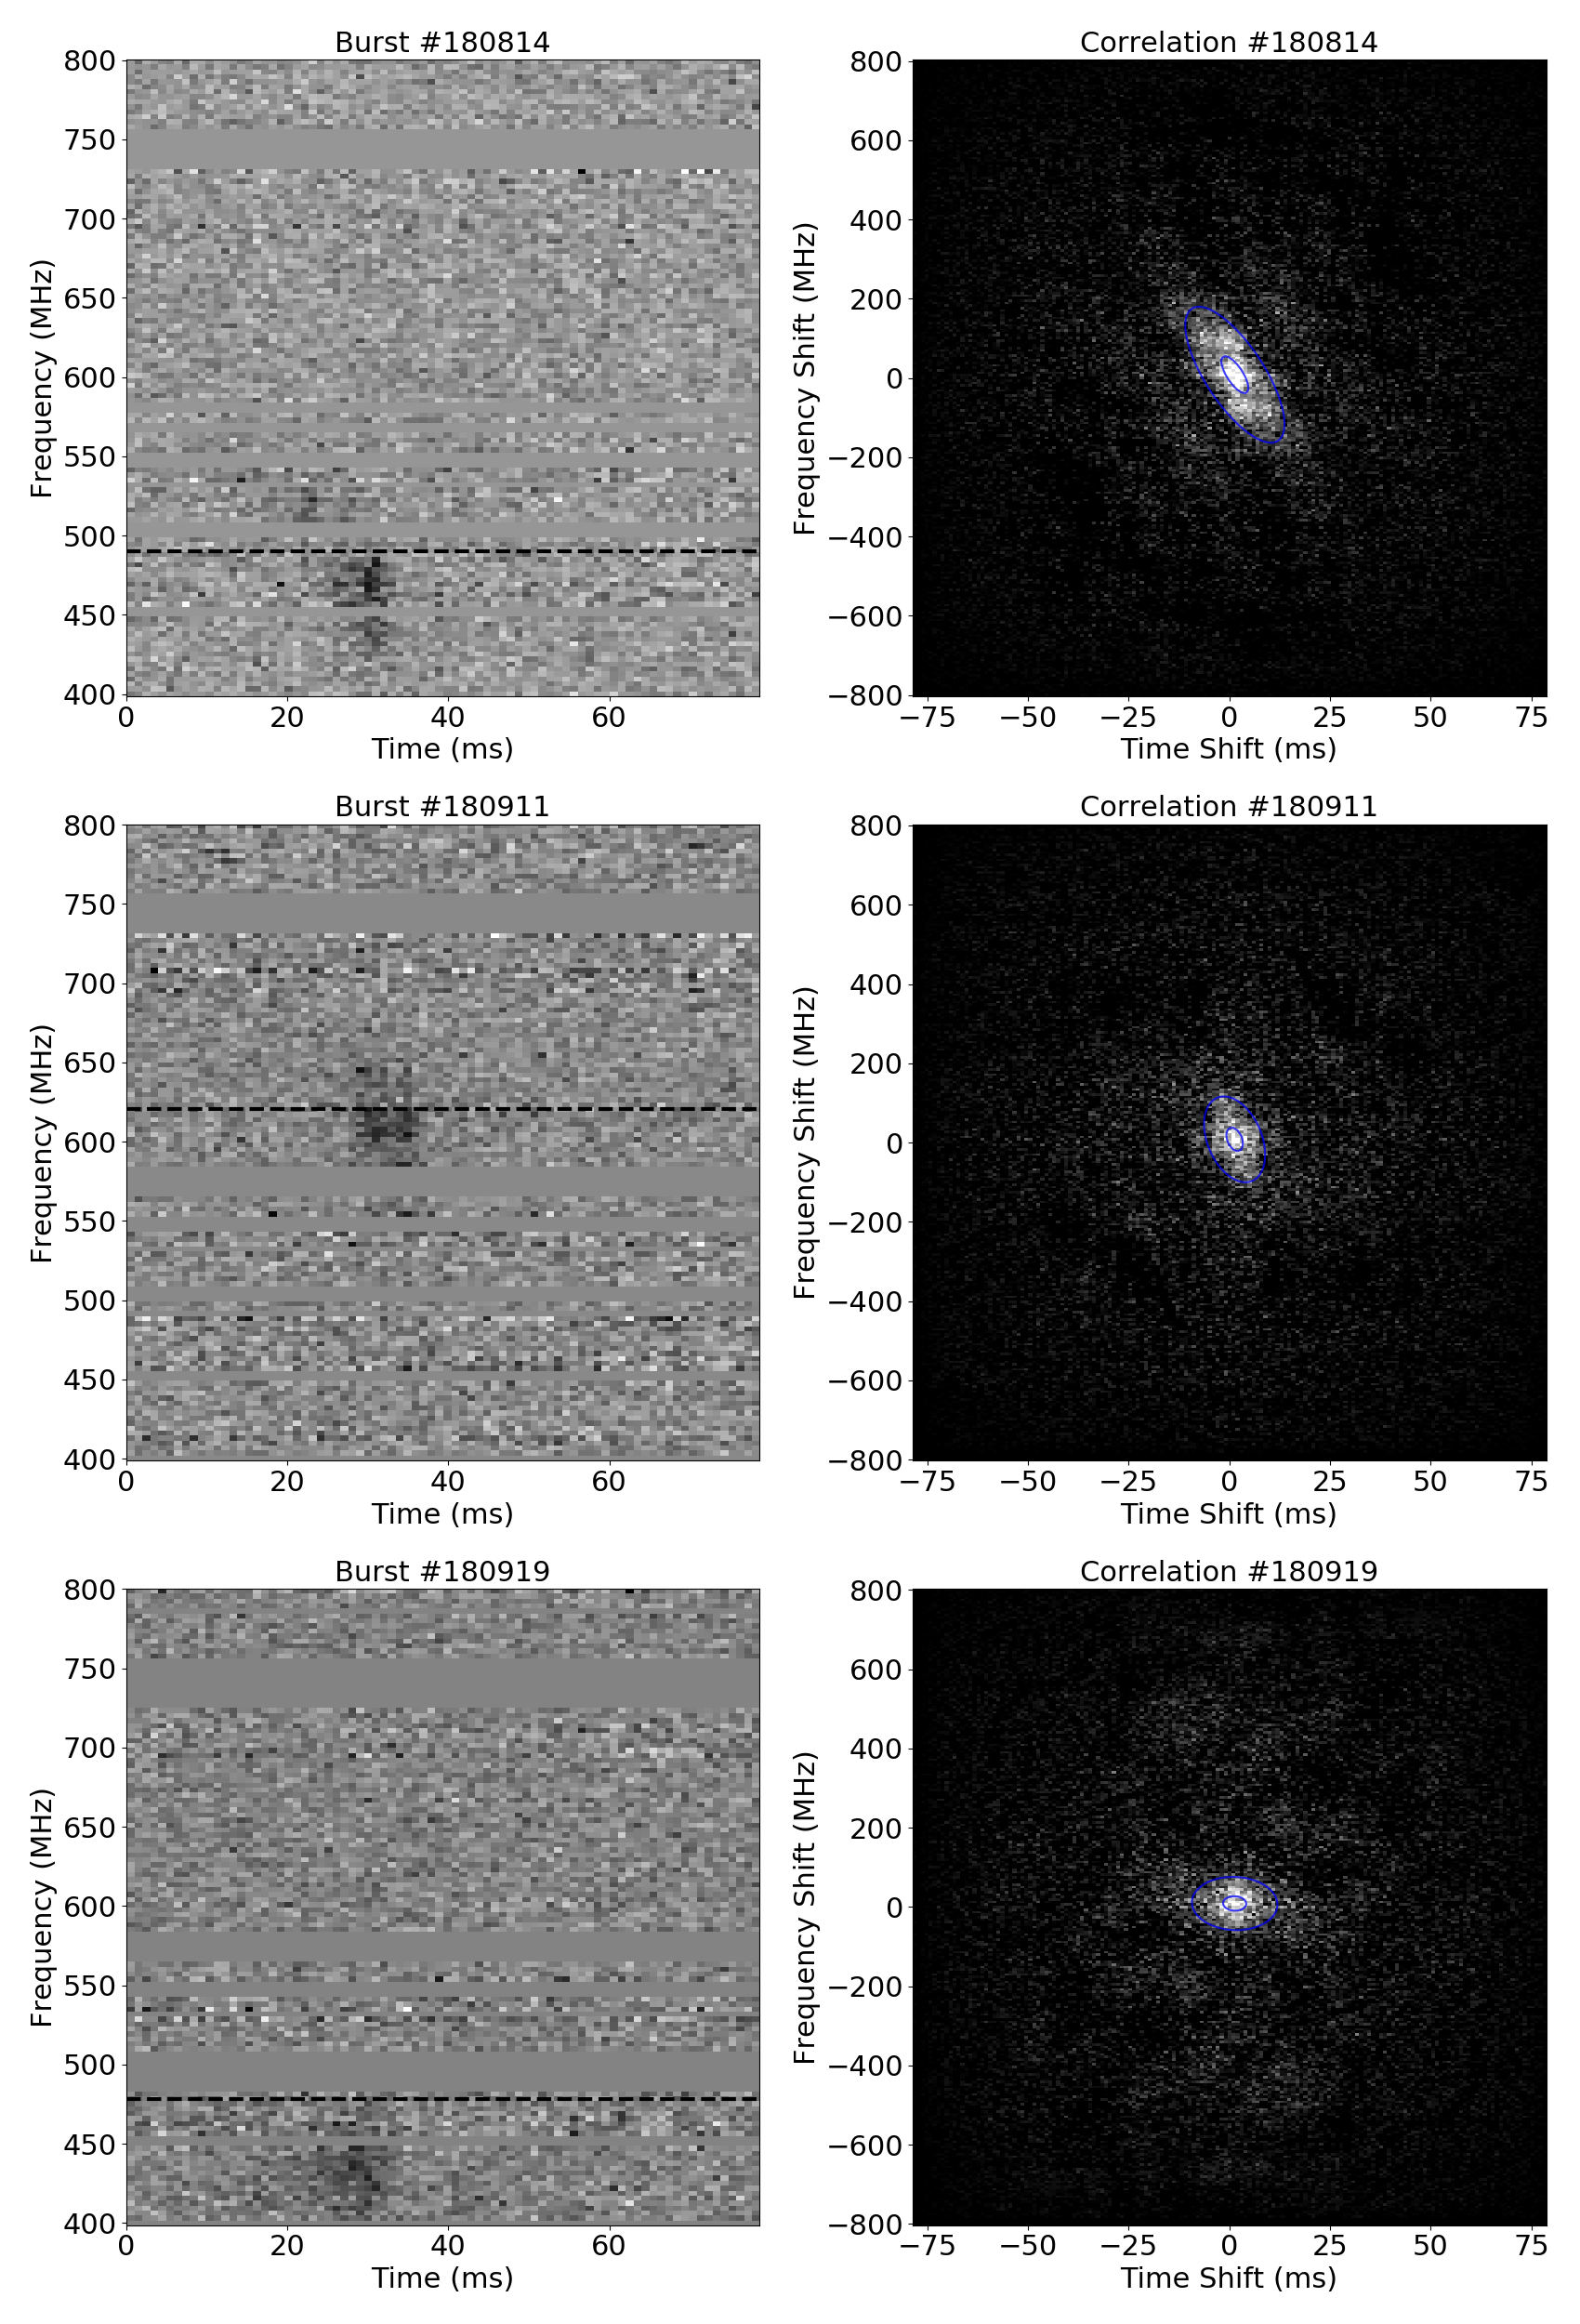 Burst #180814
Correlation #180814
800
750
700
650
600
550
500
450
400
Frequency (MHz)
0 20 40 60
Time (ms)
800
600
400
200
0
−200
−400
−600
−800
Frequency Shift (MHz)
−75 −50 −25 0 25 50 75
Time Shift (ms)
Burst #180911
Correlation #180911
800
750
700
650
600
550
500
450
400
Frequency (MHz)
0 20 40 60
Time (ms)
800
600
400
200
0
−200
−400
−600
−800
Frequency Shift (MHz)
−75 −50 −25 0 25 50 75
Time Shift (ms)
Burst #180919
Correlation #180919
800
750
700
650
600
550
500
450
400
Frequency (MHz)
0 20 40 60
Time (ms)
800
600
400
200
0
−200
−400
−600
−800
Frequency Shift (MHz)
−75 −50 −25 0 25 50 75
Time Shift (ms)